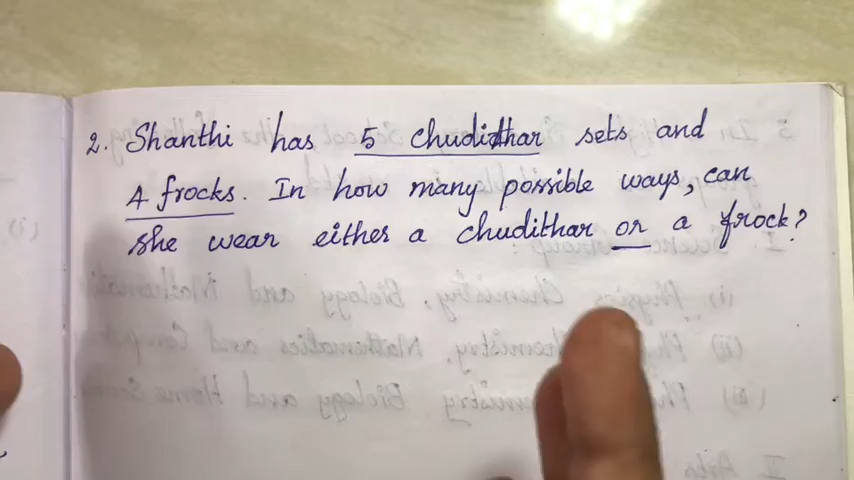 2. Shanthi has 5 chudithar sets and
4 frocks. In how many possible ways, can
she wear either a chudithar or a frock?